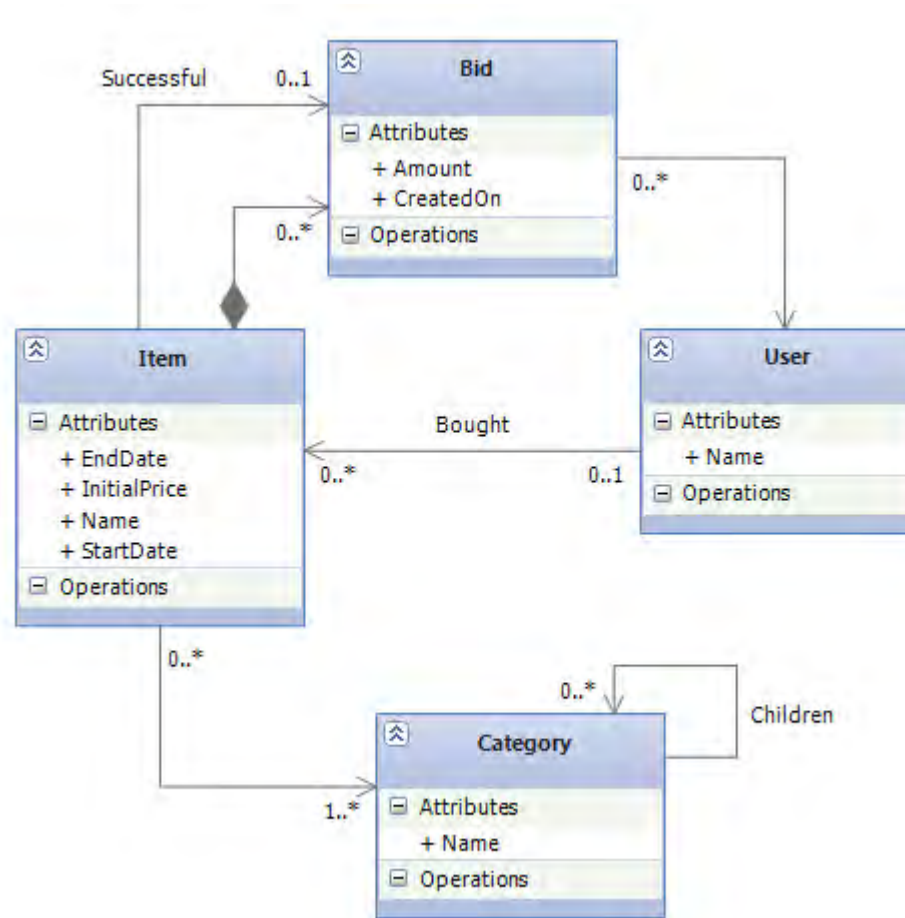 Successful
0..1
Bid
Attributes
+ Amount
+ CreatedOn
Operations
0..*
0..*
Item
Attributes
+ EndDate
+ InitialPrice
+ Name
+ StartDate
Operations
Bought
0..*
0..1
User
Attributes
+ Name
Operations
0..*
1..*
0..*
Children
Category
Attributes
+ Name
Operations